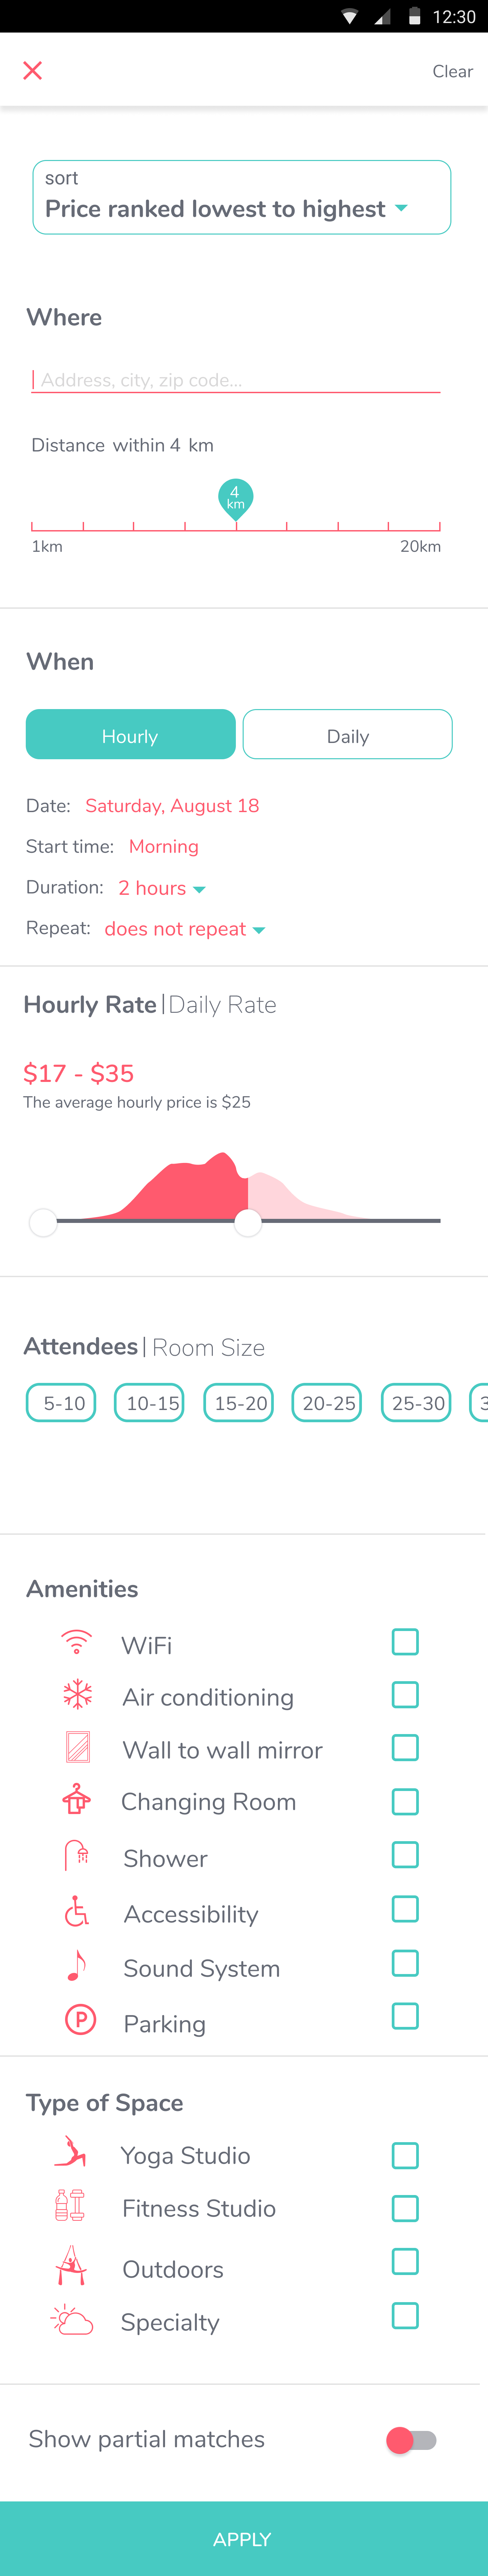 12:30
Clear
sort
Price ranked lowest to highest
Where
Address, city, zip code...
Distance within 4 km
4
km
1km 20km
When
Hourly Daily
Date: Saturday, August 18
Start time: Morning
Duration: 2 hours
Repeat: does not repeat
Hourly Rate | Daily Rate
$17 - $35
The average hourly price is $25
Attendees | Room Size
5-10 10-15 15-20 20-25 25-30 3
Amenities
WiFi
Air conditioning
Wall to wall mirror
Changing Room
Shower
Accessibility
Sound System
P Parking
Type of Space
Yoga Studio
Fitness Studio
Outdoors
Specialty
Show partial matches
APPLY